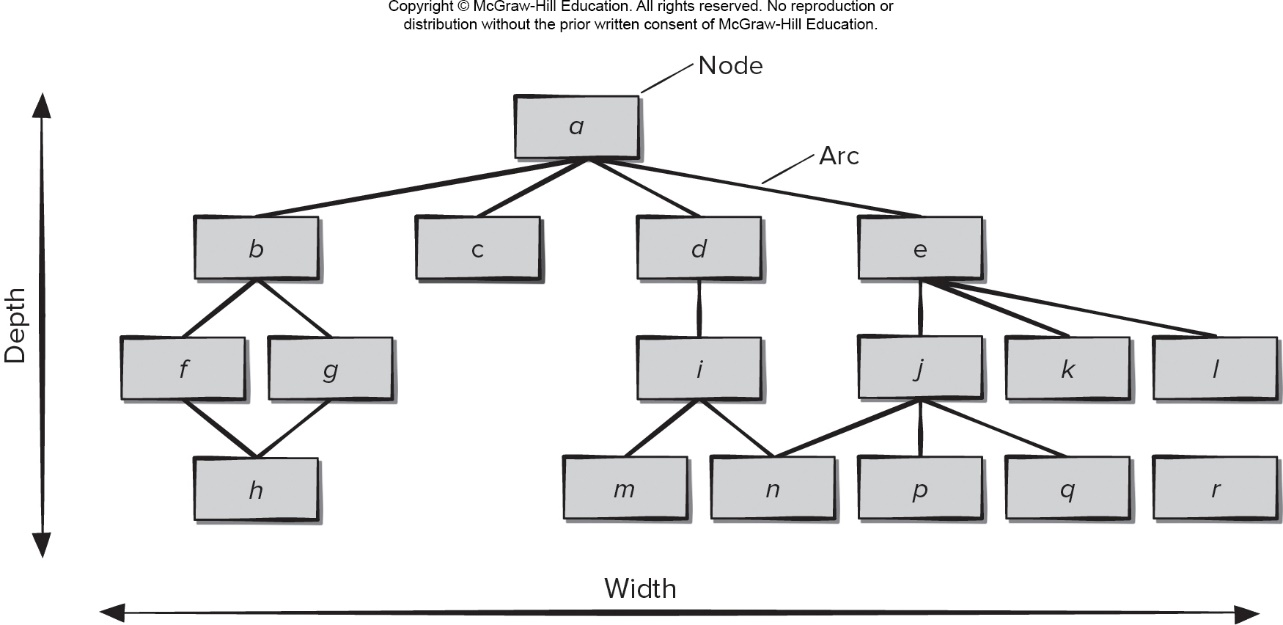 Copyright © McGraw-Hill Education. All rights reserved. No reproduction or
distribution without the prior written consent of McGraw-Hill Education.
Node
a
Arc
b
c
d
e
Depth
f
g
i
j
k
l
h
m
n
p
q
r
Width